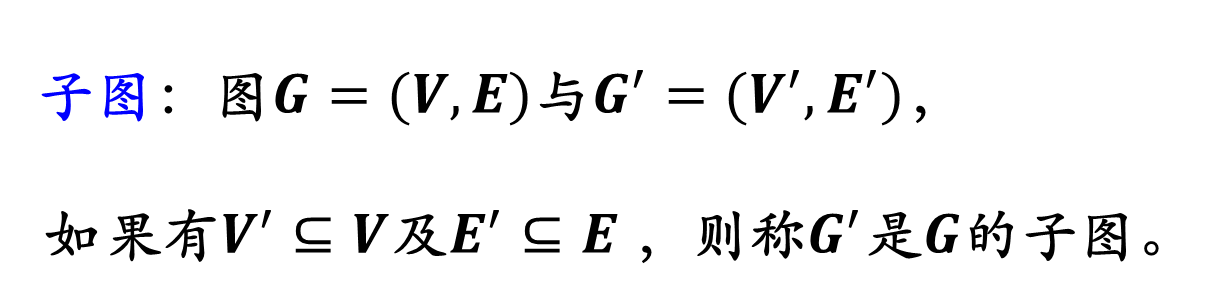 子图：图G = (V, E)与G′ = (V′, E′)，
如果有V′ ⊆ V及E′ ⊆ E，则称G′是G的子图。